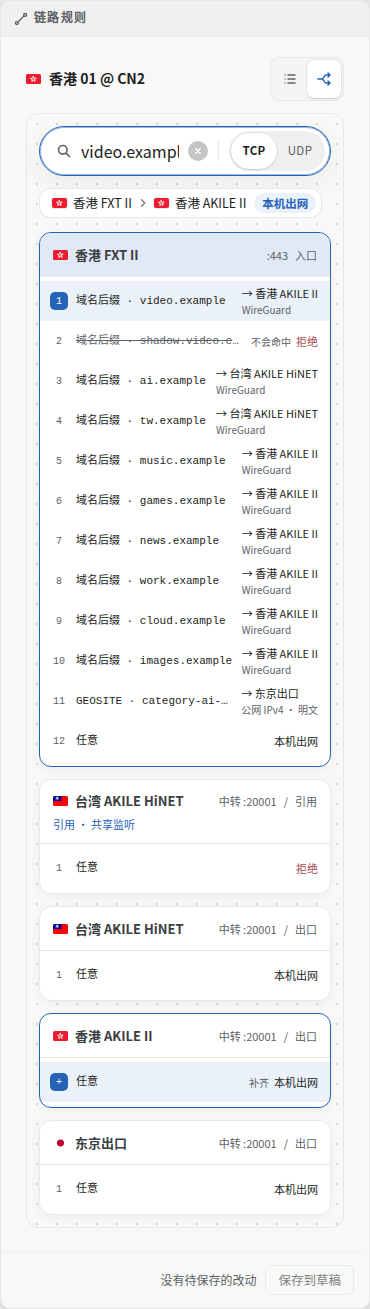 链路规则
香港 01 @ CN2
video.exampl TCP UDP
香港 FXT II > 香港 AKILE II 本机出网
香港 FXT II :443 入口
1 域名后缀 · video.example → 香港 AKILE II
WireGuard
2 域名后缀 · shadow.video.e… 不会命中 拒绝
3 域名后缀 · ai.example → 台湾 AKILE HiNET
WireGuard
4 域名后缀 · tw.example → 台湾 AKILE HiNET
WireGuard
5 域名后缀 · music.example → 香港 AKILE II
WireGuard
6 域名后缀 · games.example → 香港 AKILE II
WireGuard
7 域名后缀 · news.example → 香港 AKILE II
WireGuard
8 域名后缀 · work.example → 香港 AKILE II
WireGuard
9 域名后缀 · cloud.example → 香港 AKILE II
WireGuard
10 域名后缀 · images.example → 香港 AKILE II
WireGuard
11 GEOSITE · category-ai-… → 东京出口
公网 IPv4 · 明文
12 任意 本机出网
台湾 AKILE HiNET 中转 :20001 / 引用
引用 · 共享监听
1 任意 拒绝
台湾 AKILE HiNET 中转 :20001 / 出口
1 任意 本机出网
香港 AKILE II 中转 :20001 / 出口
+ 任意 补齐 本机出网
东京出口 中转 :20001 / 出口
1 任意 本机出网
没有待保存的改动 保存到草稿